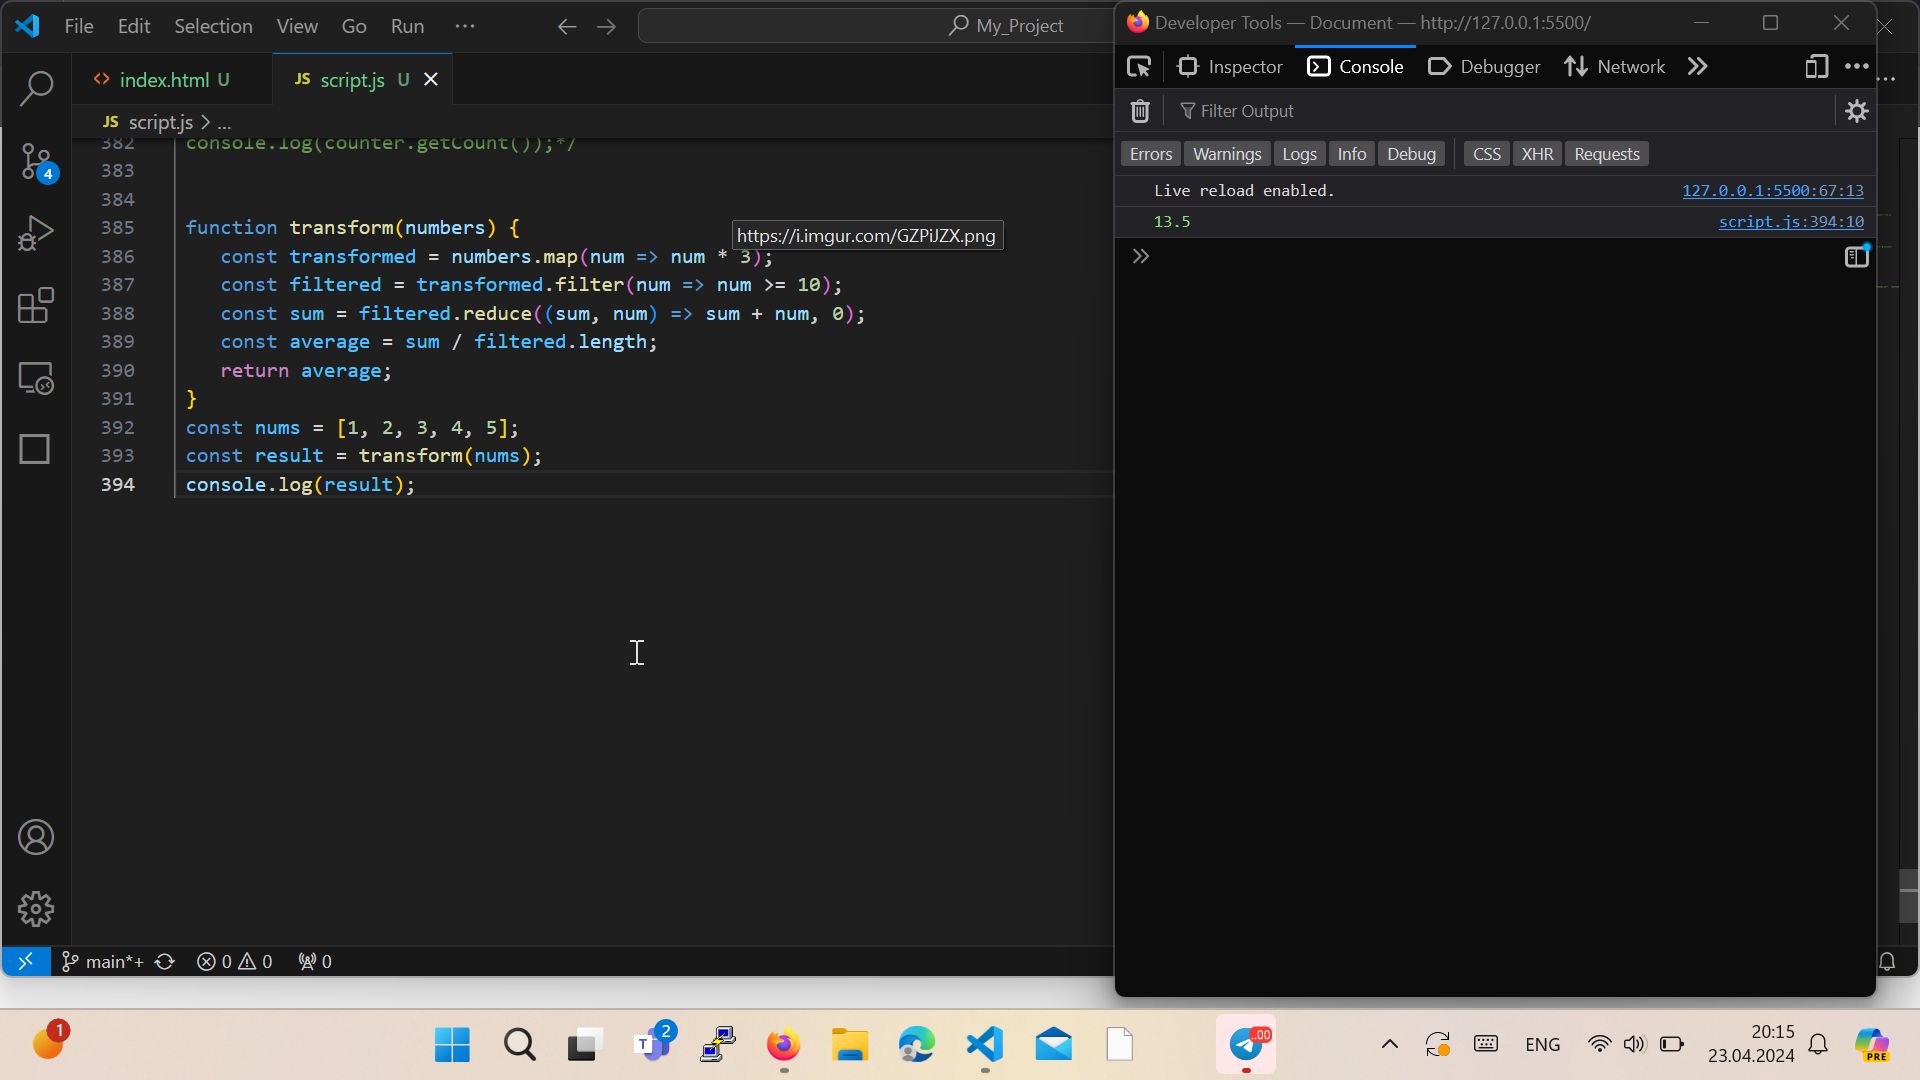 File Edit Selection View Go Run ...
My_Project
index.html U
JS script.js U
JS script.js > ...
382 console.log(counter.getCount());*/
383
384
385 function transform(numbers) {
https://i.imgur.com/GZPiJZX.png
386 const transformed = numbers.map(num => num * 3);
387 const filtered = transformed.filter(num => num >= 10);
388 const sum = filtered.reduce((sum, num) => sum + num, 0);
389 const average = sum / filtered.length;
390 return average;
391 }
392 const nums = [1, 2, 3, 4, 5];
393 const result = transform(nums);
394 console.log(result);
4
main*+ 0 0 0
Developer Tools — Document — http://127.0.0.1:5500/
Inspector Console Debugger Network
Filter Output
Errors Warnings Logs Info Debug CSS XHR Requests
Live reload enabled. 127.0.0.1:5500:67:13
13.5 script.js:394:10
1
2
T
.00
ENG
20:15
23.04.2024
PRE